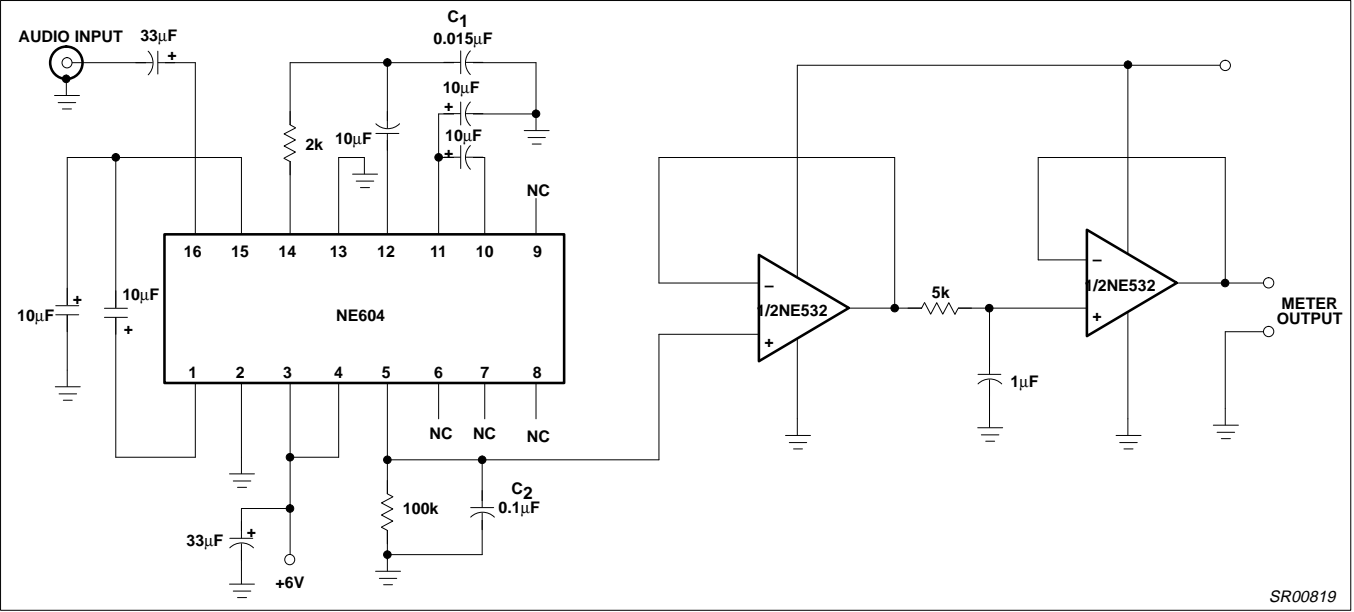 AUDIO INPUT
33µF
+
C1
0.015µF
10µF
+
10µF
+
2k
10µF
NC
16 15 14 13 12 11 10 9
10µF
+
10µF
+
NE604
1 2 3 4 5 6 7 8
NC NC NC
33µF
+
+6V
100k
C2
0.1µF
–
1/2NE532
+
5k
1µF
–
1/2NE532
+
METER
OUTPUT
SR00819